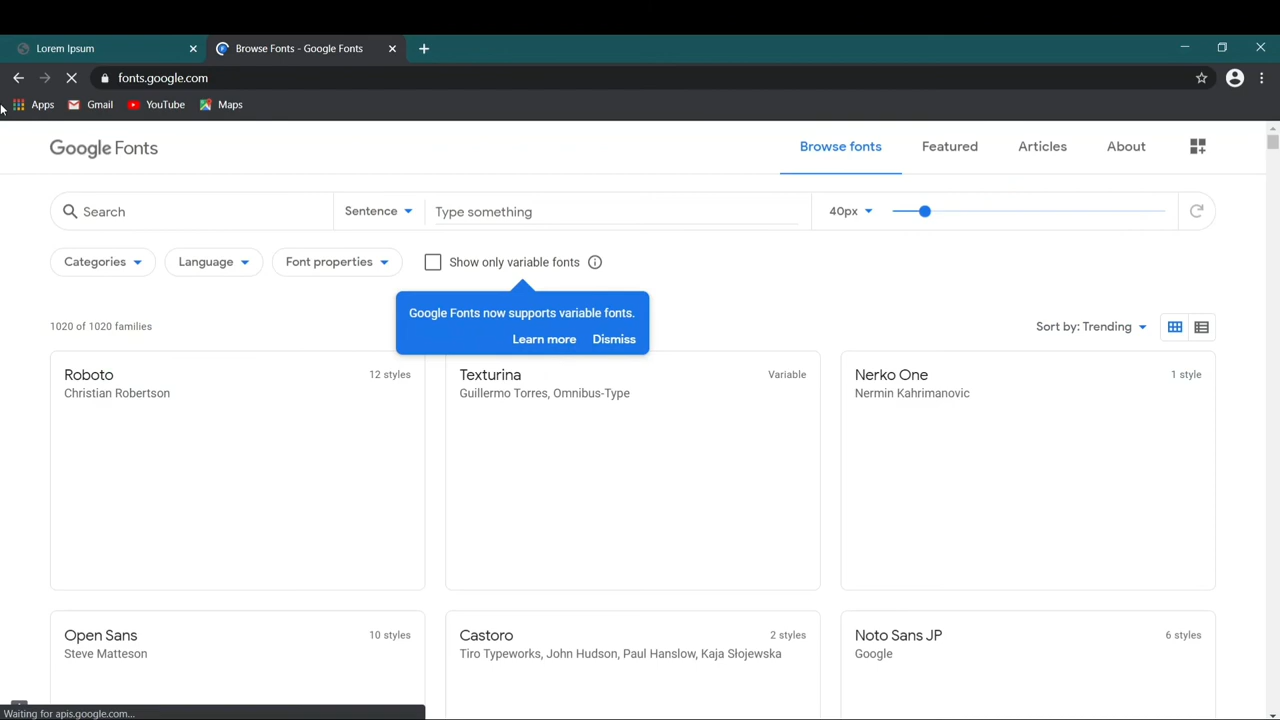 Lorem Ipsum
Browse Fonts - Google Fonts
fonts.google.com
Apps
Gmail
YouTube
Maps
Google Fonts
Browse fonts
Featured
Articles
About
Search
Sentence
Type something
40px
Categories
Language
Font properties
Show only variable fonts
Google Fonts now supports variable fonts.
Learn more
Dismiss
1020 of 1020 families
Sort by: Trending
Roboto
12 styles
Christian Robertson
Texturina
Variable
Guillermo Torres, Omnibus-Type
Nerko One
1 style
Nermin Kahrimanovic
Open Sans
10 styles
Steve Matteson
Castoro
2 styles
Tiro Typeworks, John Hudson, Paul Hanslow, Kaja Słojewska
Noto Sans JP
6 styles
Google
Waiting for apis.google.com...